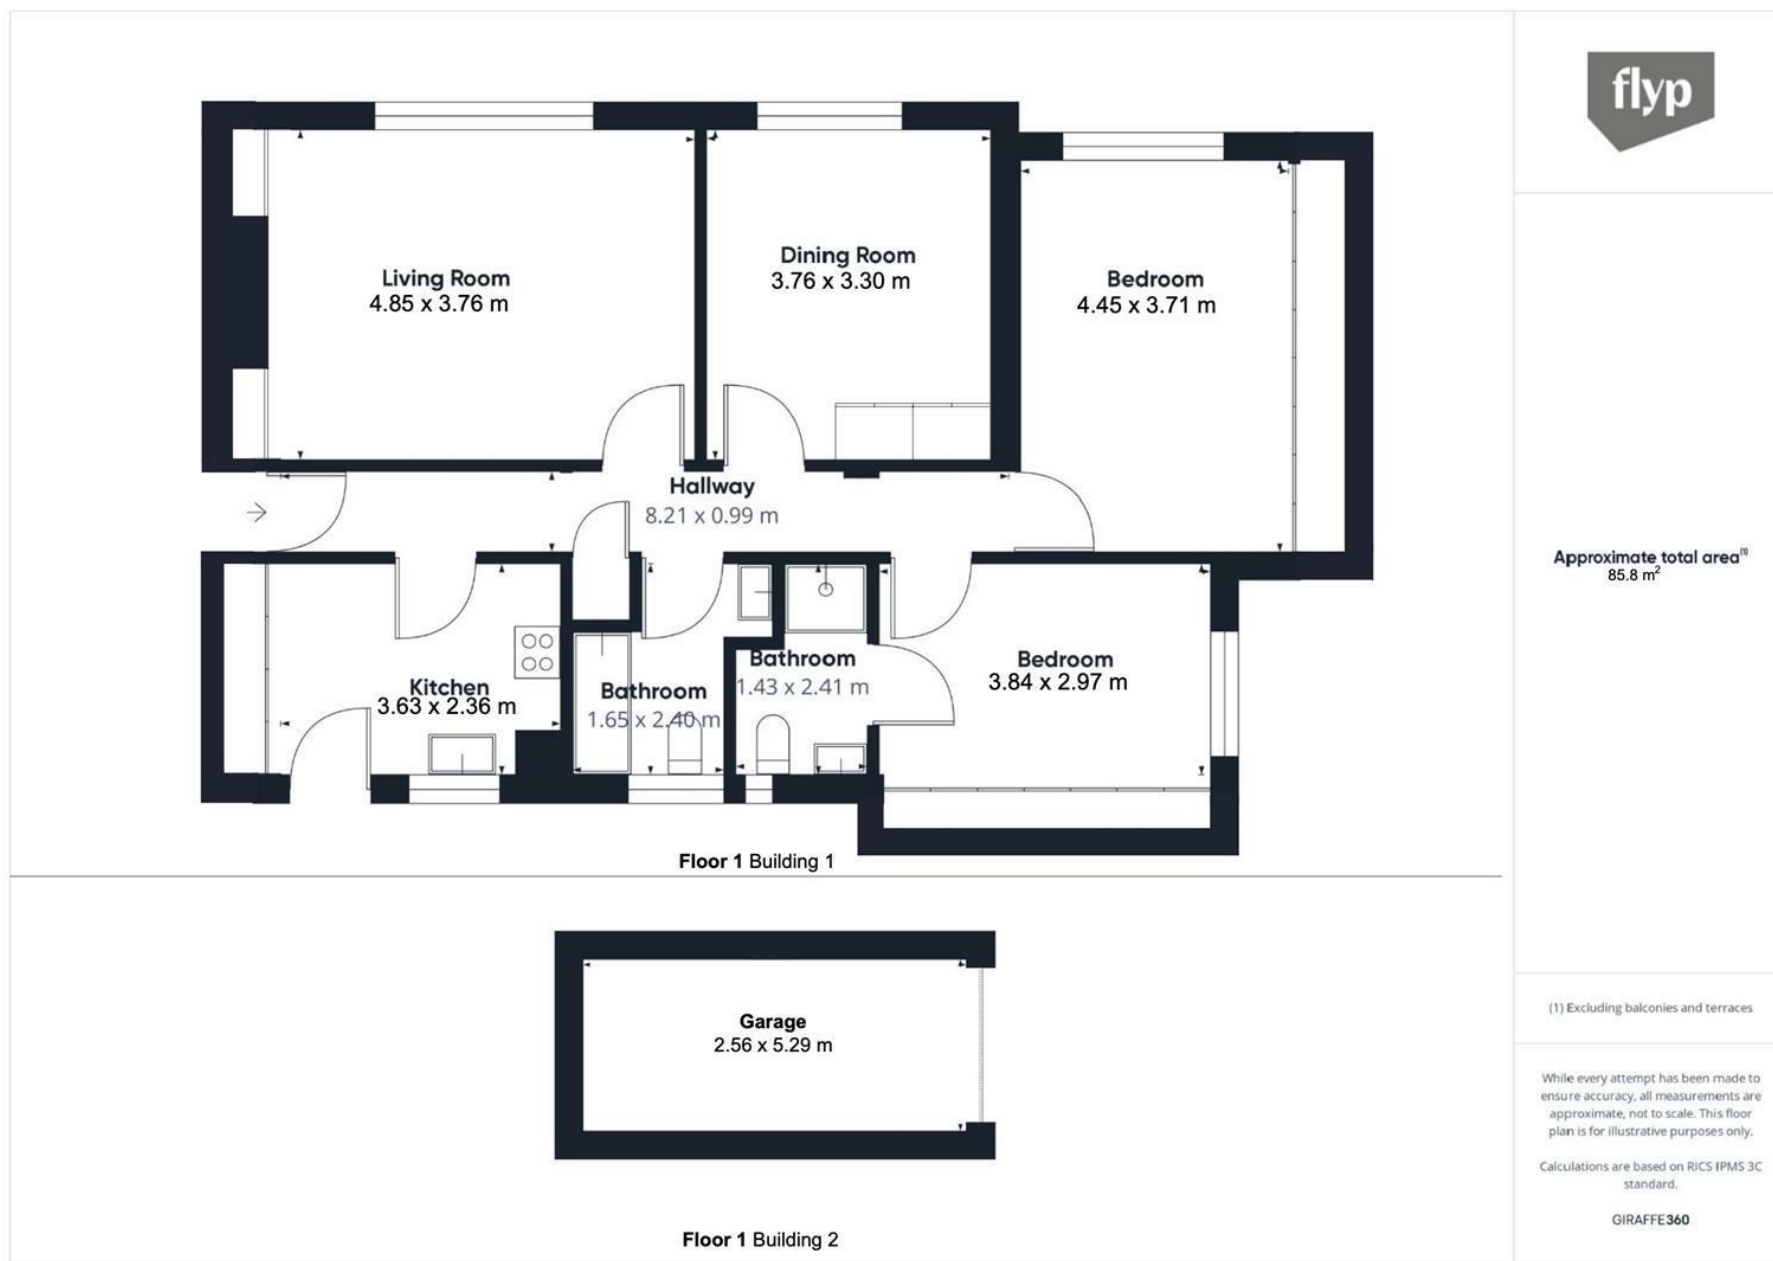 flyp
Living Room
4.85 x 3.76 m
Dining Room
3.76 x 3.30 m
Bedroom
4.45 x 3.71 m
Hallway
8.21 x 0.99 m
Kitchen
3.63 x 2.36 m
Bathroom
1.65 x 2.40 m
Bathroom
1.43 x 2.41 m
Bedroom
3.84 x 2.97 m
Floor 1 Building 1
Garage
2.56 x 5.29 m
Floor 1 Building 2
Approximate total area(1)
85.8 m²
(1) Excluding balconies and terraces
While every attempt has been made to
ensure accuracy, all measurements are
approximate, not to scale. This floor
plan is for illustrative purposes only.
Calculations are based on RICS IPMS 3C
standard.
GIRAFFE360